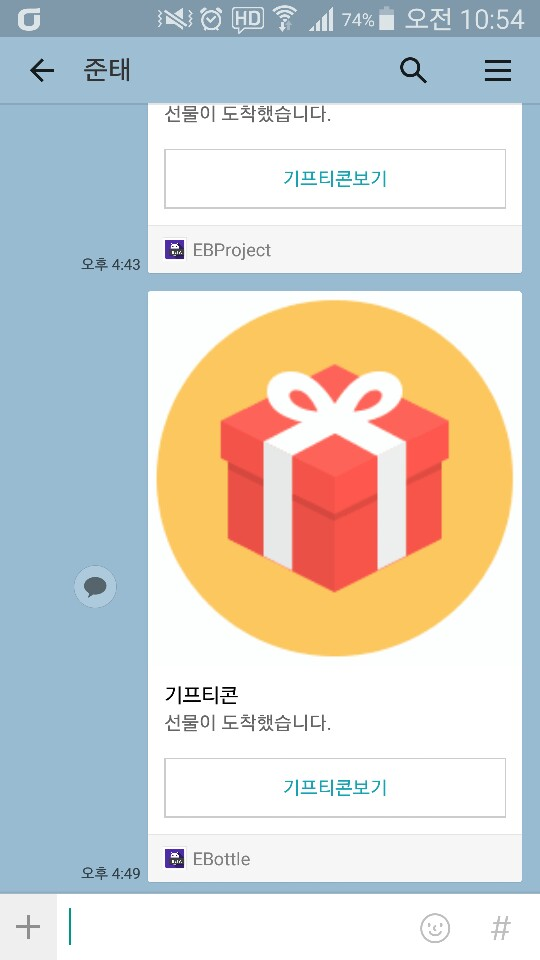 HD 74% 오전 10:54
준태
선물이 도착했습니다.
기프티콘보기
EBProject
오후 4:43
기프티콘
선물이 도착했습니다.
기프티콘보기
EBottle
오후 4:49
#